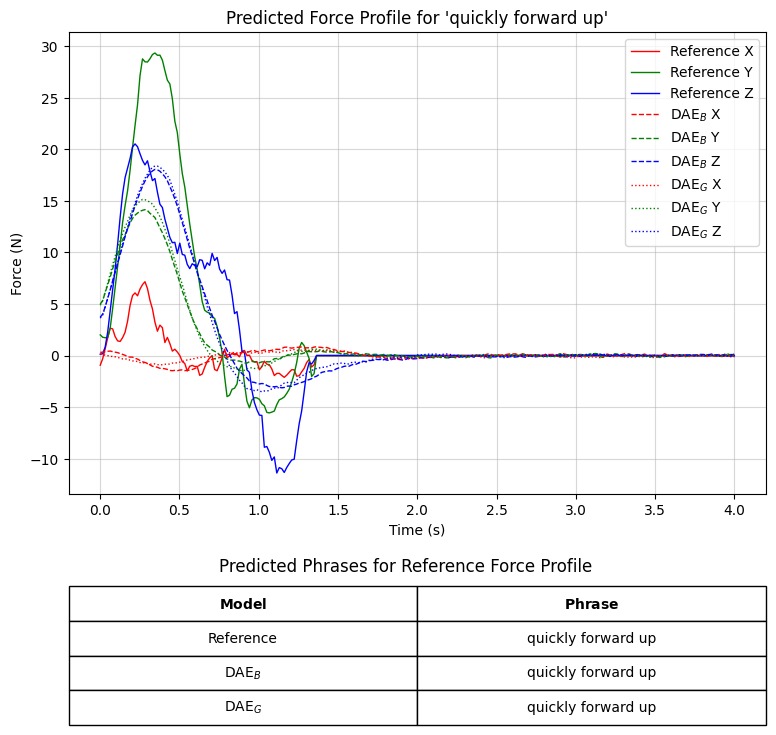 Predicted Force Profile for 'quickly forward up'
Force (N)
30
25
20
15
10
5
0
−5
−10
Reference X
Reference Y
Reference Z
DAE_B X
DAE_B Y
DAE_B Z
DAE_G X
DAE_G Y
DAE_G Z
0.0 0.5 1.0 1.5 2.0 2.5 3.0 3.5 4.0
Time (s)
Predicted Phrases for Reference Force Profile
Model Phrase
Reference quickly forward up
DAE_B quickly forward up
DAE_G quickly forward up